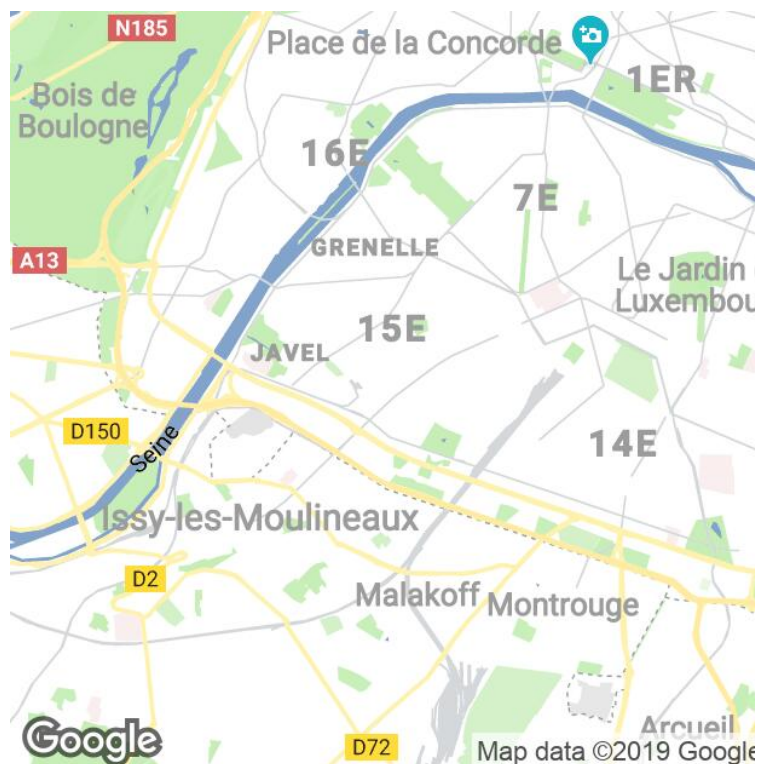 N185
Place de la Concorde
1ER
Bois de
Boulogne
16E
7E
GRENELLE
A13
Le Jardin
Luxembou
15E
JAVEL
D150
Seine
14E
Issy-les-Moulineaux
D2
Malakoff
Montrouge
Arcueil
Google
D72
Map data ©2019 Google